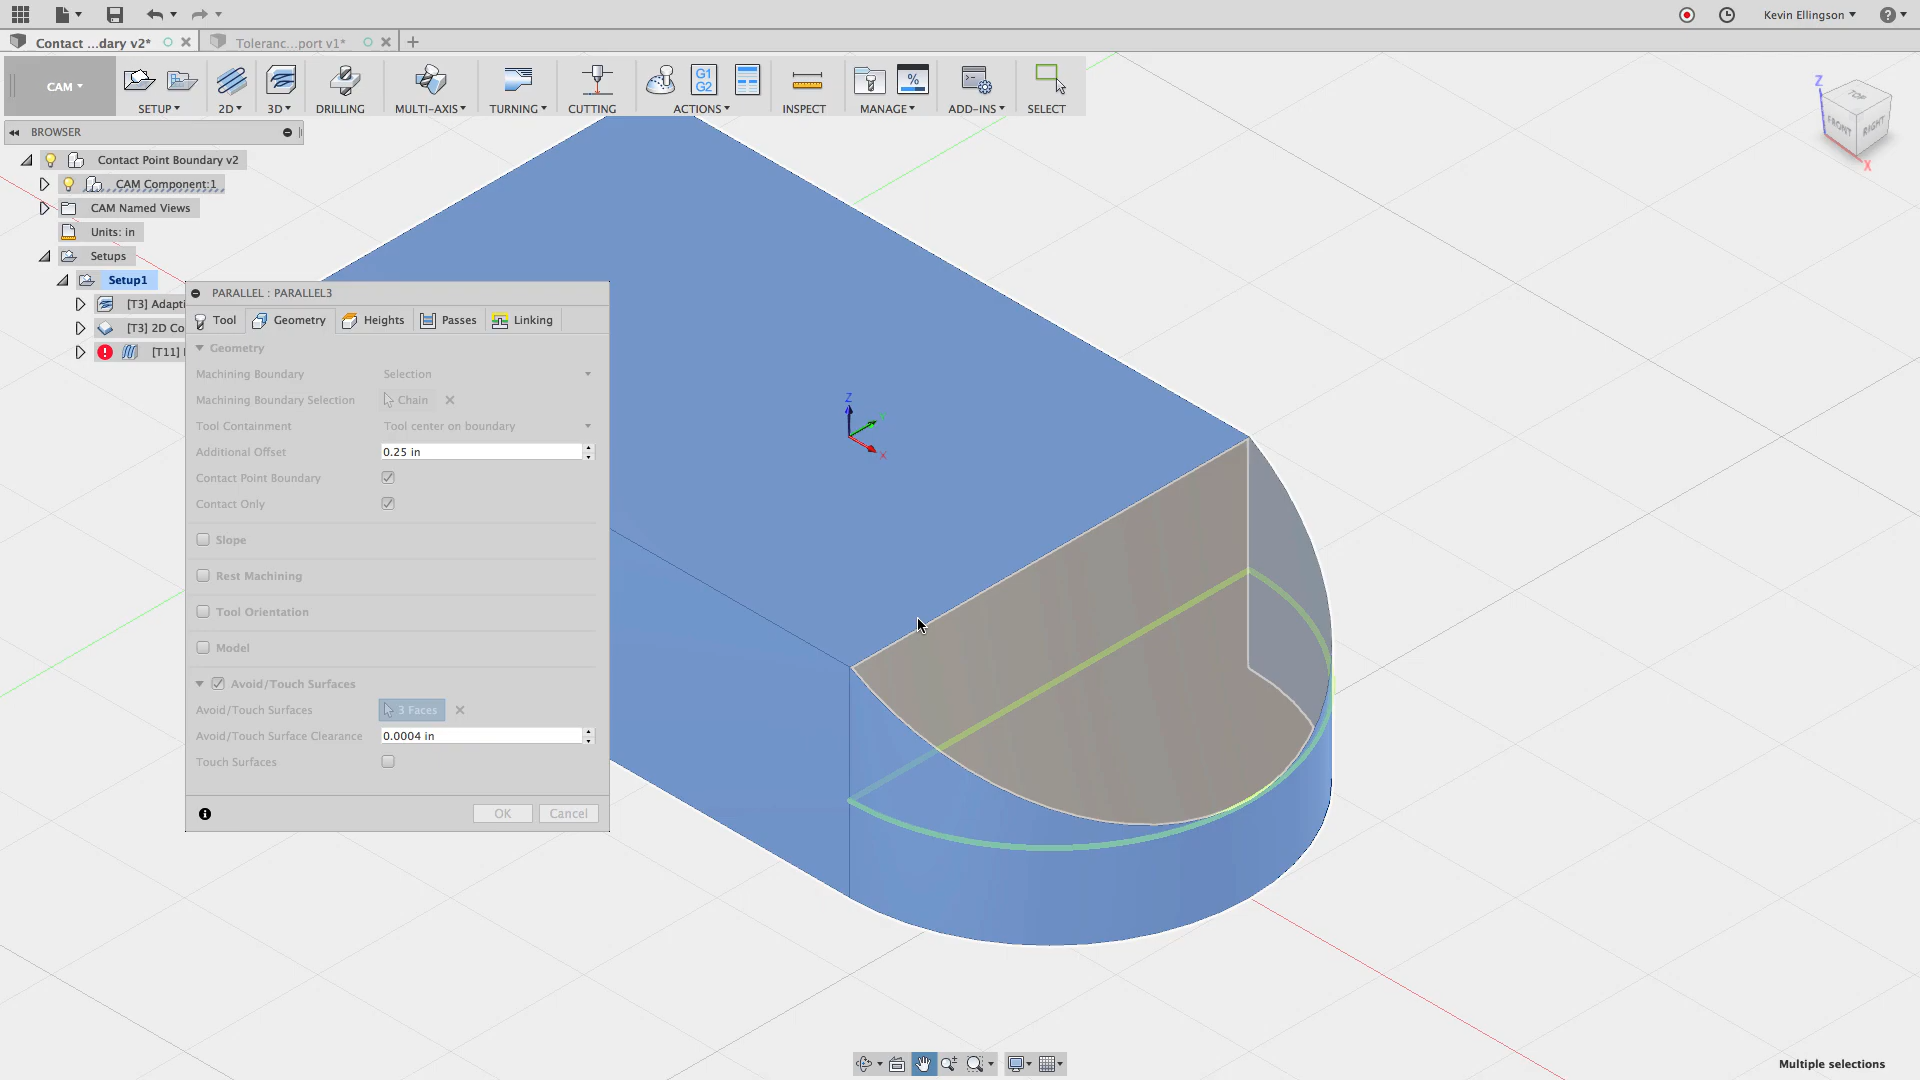 Kevin Ellingson
Contact ...dary v2*
Toleranc...port v1*
CAM
SETUP
2D
3D
DRILLING
MULTI-AXIS
TURNING
CUTTING
G1
G2
ACTIONS
INSPECT
%
MANAGE
ADD-INS
SELECT
BROWSER
Contact Point Boundary v2
CAM Component:1
CAM Named Views
Units: in
Setups
Setup1
[T3] Adapti
[T3] 2D Co
[T11]
PARALLEL : PARALLEL3
Tool
Geometry
Heights
Passes
Linking
Geometry
Machining Boundary
Selection
Machining Boundary Selection
Chain
Tool Containment
Tool center on boundary
Additional Offset
0.25 in
Contact Point Boundary
Contact Only
Slope
Rest Machining
Tool Orientation
Model
Avoid/Touch Surfaces
Avoid/Touch Surfaces
3 Faces
Avoid/Touch Surface Clearance
0.0004 in
Touch Surfaces
OK
Cancel
Z
X
Z
TOP
FRONT
RIGHT
X
Multiple selections